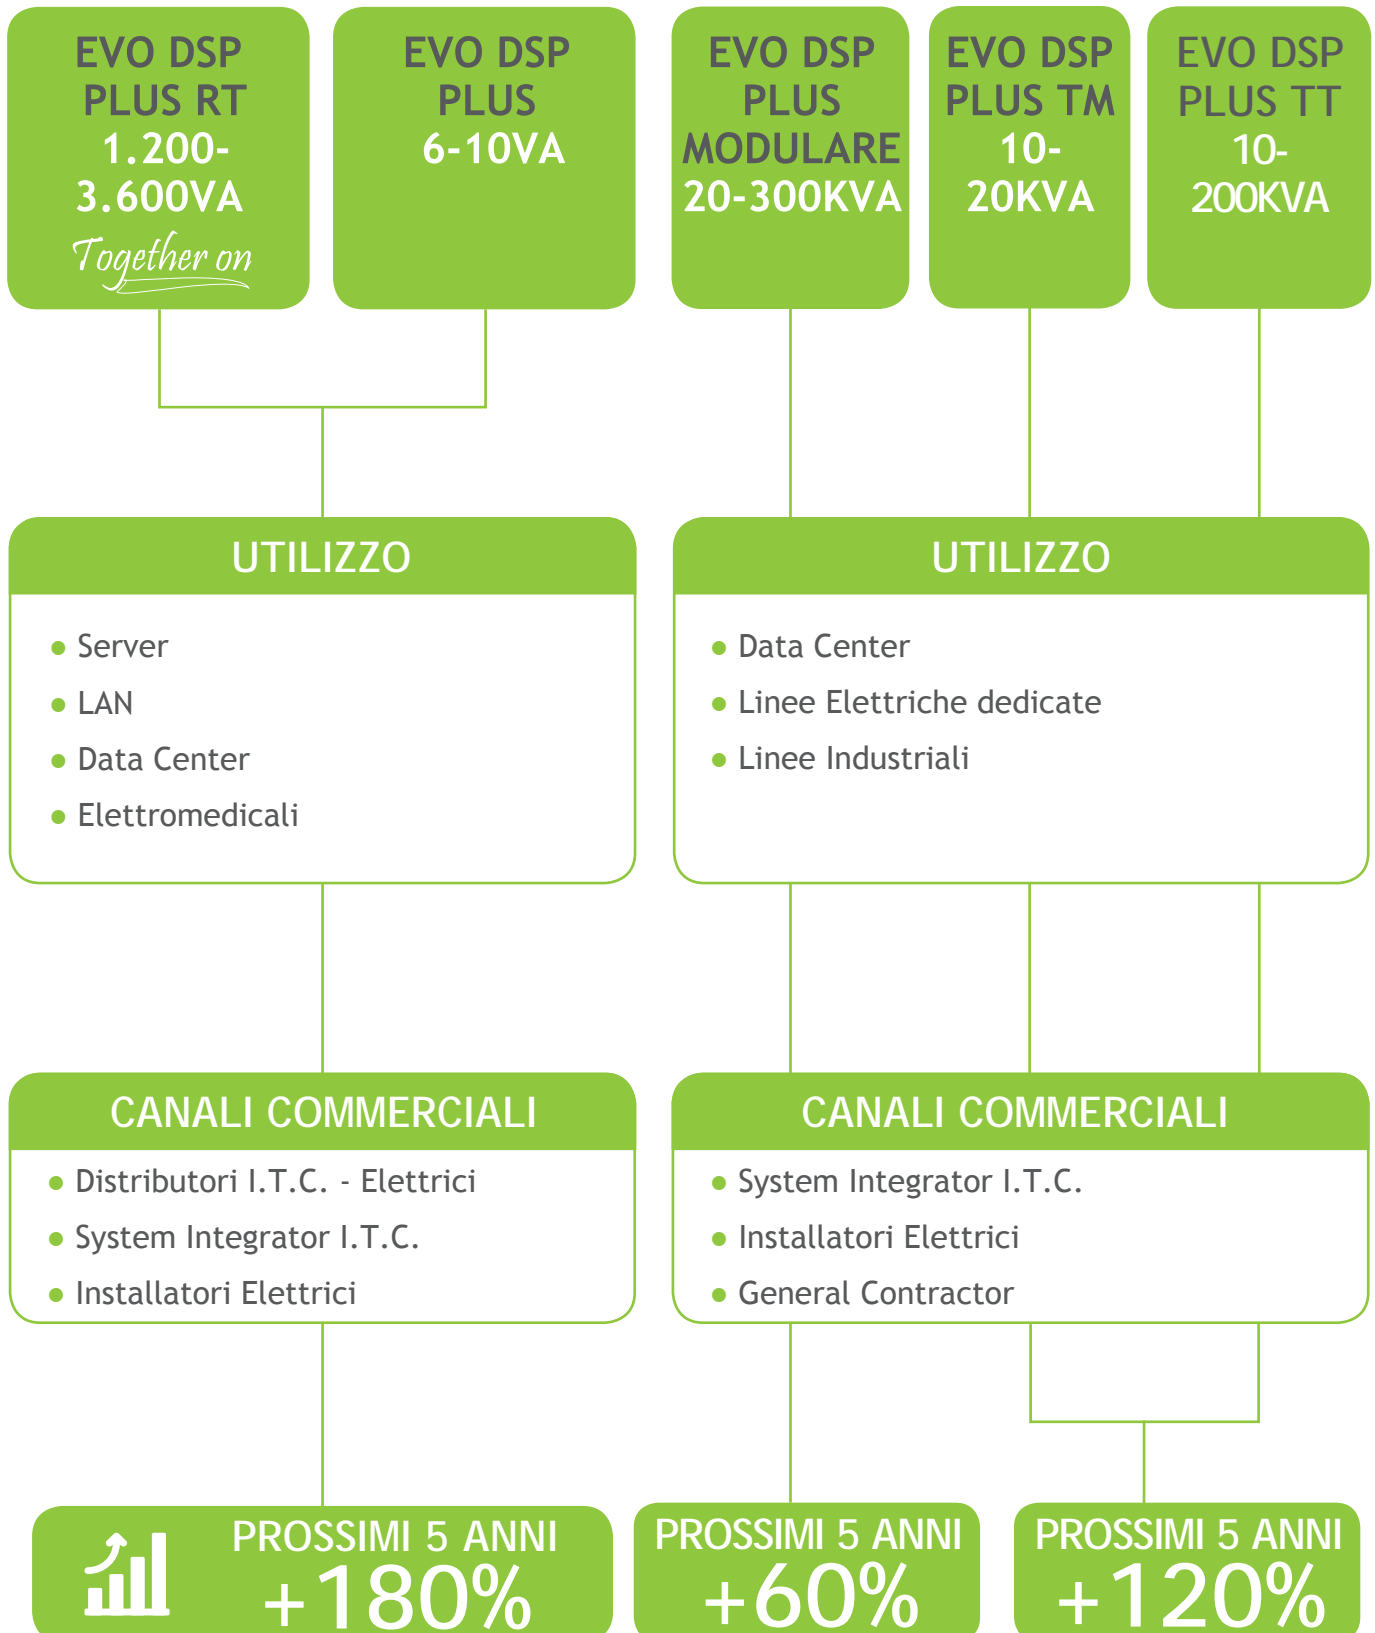 EVO DSP
PLUS RT
1.200-
3.600VA
Together on
EVO DSP
PLUS
6-10VA
EVO DSP
PLUS
MODULARE
20-300KVA
EVO DSP
PLUS TM
10-
20KVA
EVO DSP
PLUS TT
10-
200KVA
UTILIZZO
Server
LAN
Data Center
Elettromedicali
UTILIZZO
Data Center
Linee Elettriche dedicate
Linee Industriali
CANALI COMMERCIALI
Distributori I.T.C. - Elettrici
System Integrator I.T.C.
Installatori Elettrici
CANALI COMMERCIALI
System Integrator I.T.C.
Installatori Elettrici
General Contractor
PROSSIMI 5 ANNI
+180%
PROSSIMI 5 ANNI
+60%
PROSSIMI 5 ANNI
+120%